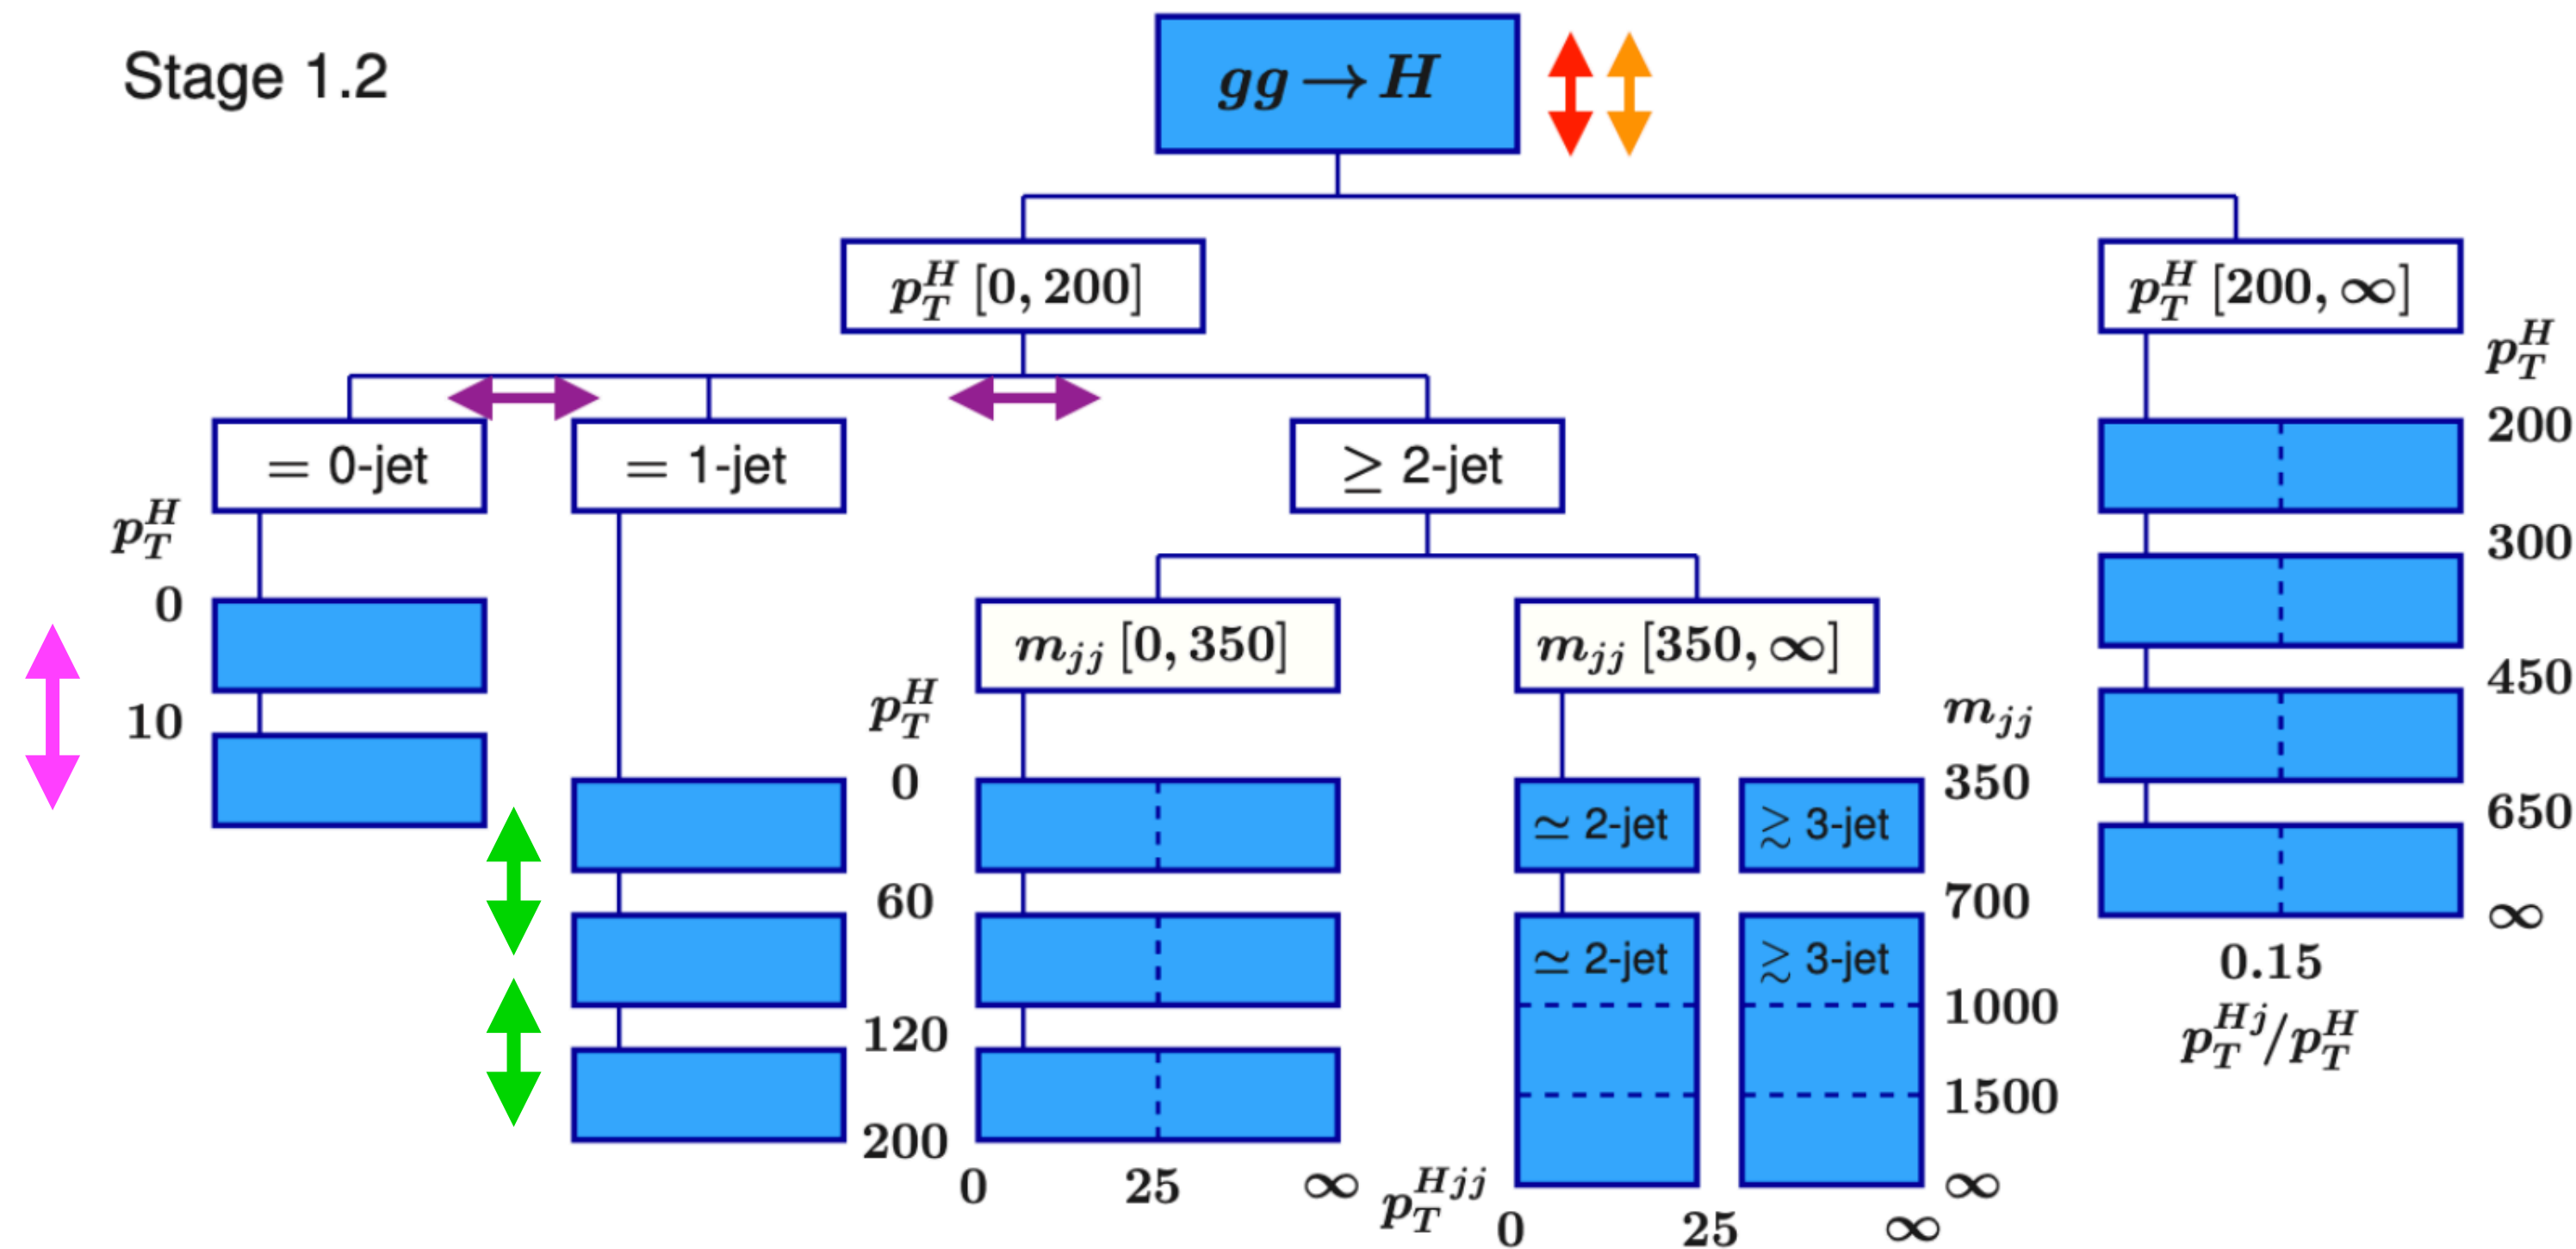 Stage 1.2
gg → H
p_T^H [0, 200]
p_T^H [200, ∞]
= 0-jet
= 1-jet
≥ 2-jet
p_T^H
0
10
m_jj [0, 350]
m_jj [350, ∞]
p_T^H
0
60
120
200
0 25 ∞
p_T^Hjj
≃ 2-jet
≳ 3-jet
≃ 2-jet
≳ 3-jet
0 25 ∞
m_jj
350
700
1000
1500
∞
p_T^H
200
300
450
650
∞
0.15
p_T^Hj/p_T^H